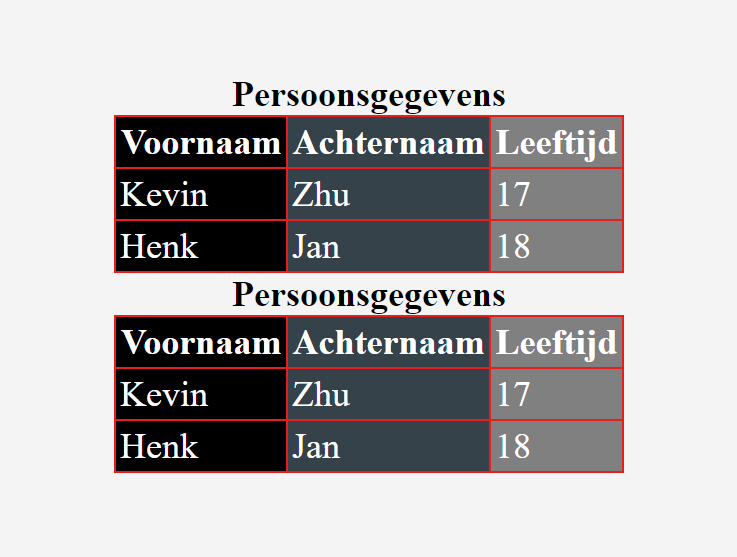 Persoonsgegevens
Voornaam Achternaam Leeftijd
Kevin Zhu 17
Henk Jan 18
Persoonsgegevens
Voornaam Achternaam Leeftijd
Kevin Zhu 17
Henk Jan 18